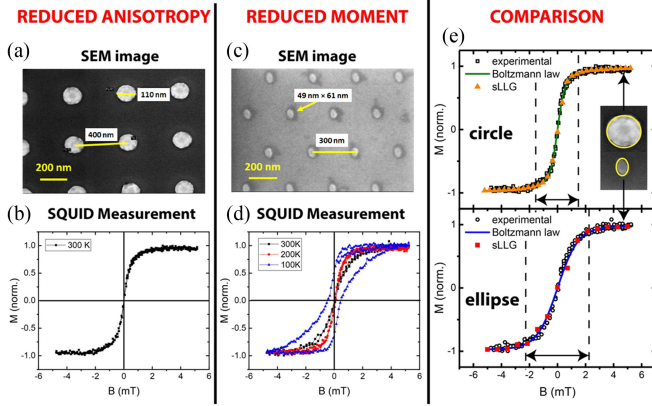 REDUCED ANISOTROPY
(a)
SEM image
110 nm
400 nm
200 nm
(b)
SQUID Measurement
M (norm.)
1.0
0.5
0.0
-0.5
-1.0
300 K
-6 -4 -2 0 2 4 6
B (mT)
REDUCED MOMENT
(c)
SEM image
49 nm × 61 nm
300 nm
200 nm
(d)
SQUID Measurement
M (norm.)
1.0
0.5
0.0
-0.5
-1.0
300K
200K
100K
-6 -4 -2 0 2 4 6
B (mT)
COMPARISON
(e)
M (norm.)
1
0
-1
experimental
Boltzmann law
sLLG
circle
M (norm.)
1
0
-1
experimental
Boltzmann law
sLLG
ellipse
-6 -4 -2 0 2 4 6
B (mT)